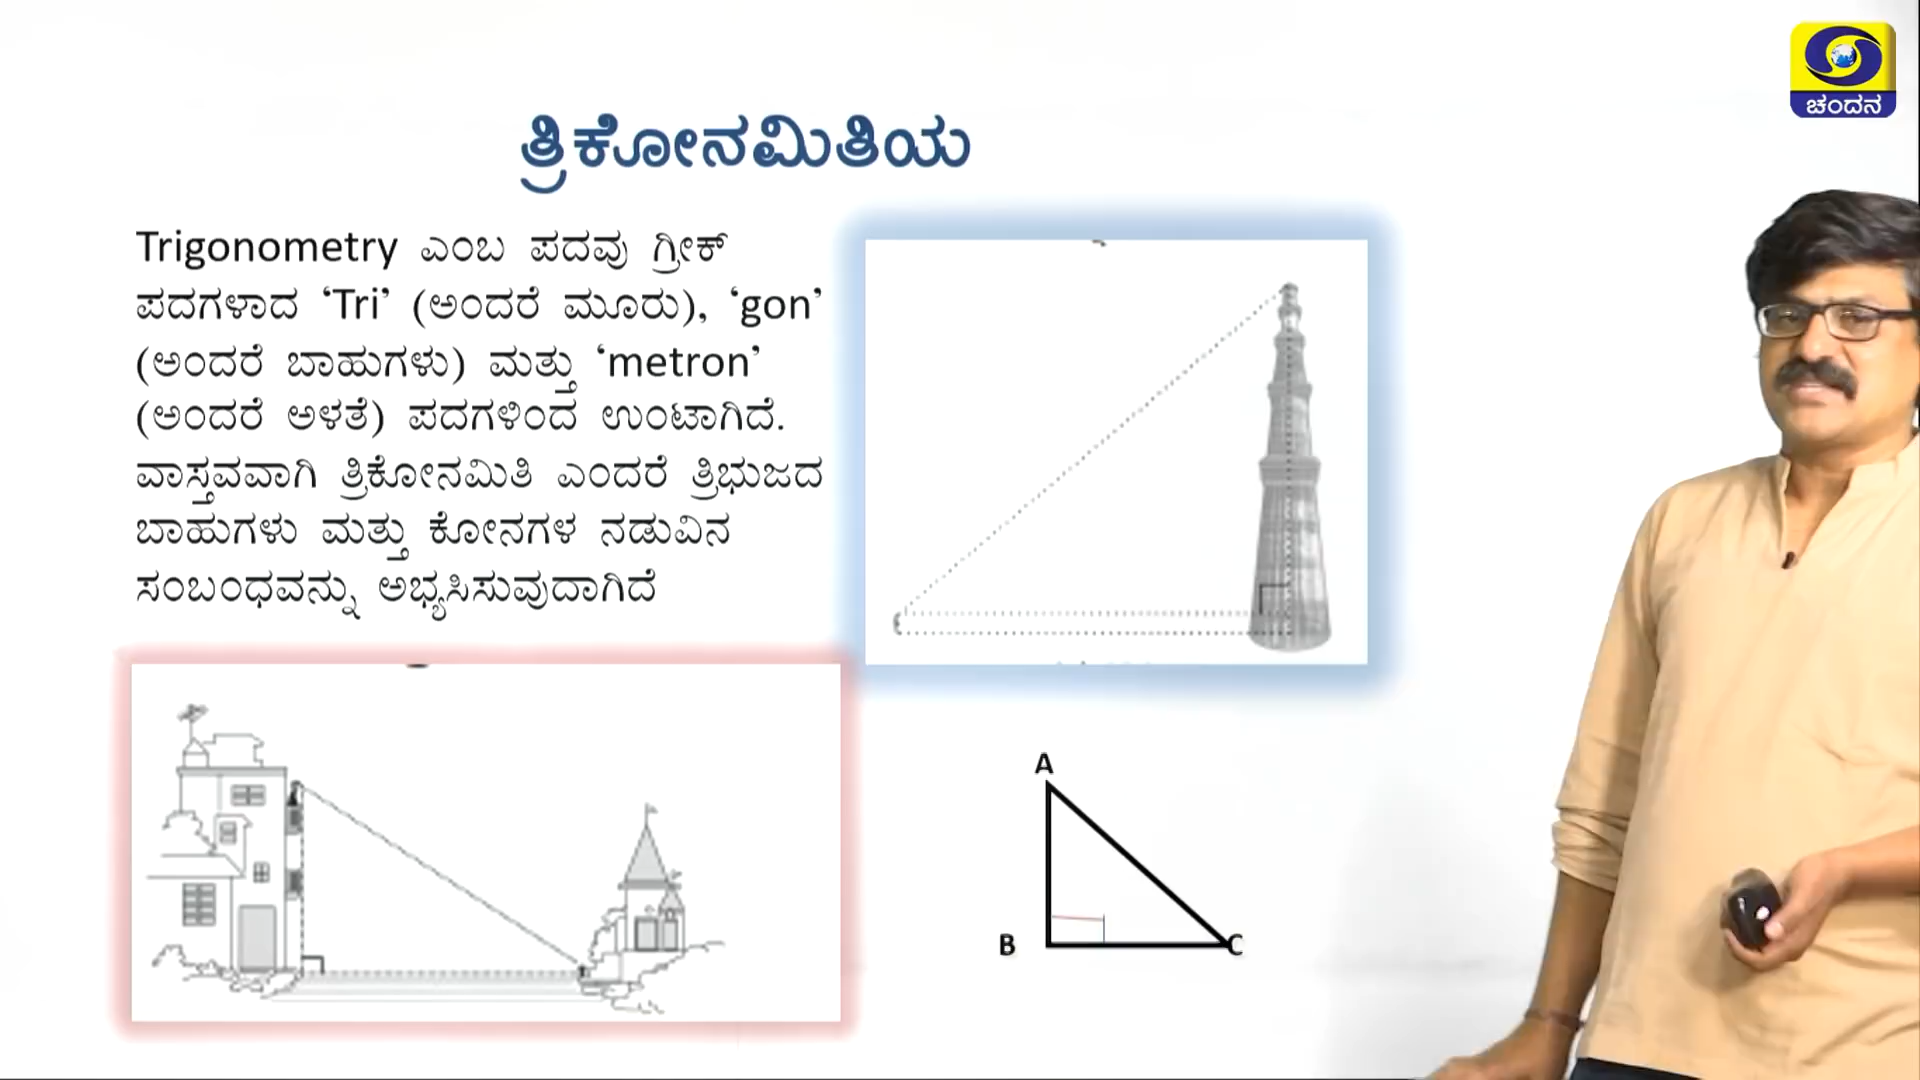 ಚಂದನ
ತ್ರಿಕೋನಮಿತಿಯ
Trigonometry ಎಂಬ ಪದವು ಗ್ರೀಕ್
ಪದಗಳಾದ ‘Tri’ (ಅಂದರೆ ಮೂರು), ‘gon’
(ಅಂದರೆ ಬಾಹುಗಳು) ಮತ್ತು ‘metron’
(ಅಂದರೆ ಅಳತೆ) ಪದಗಳಿಂದ ಉಂಟಾಗಿದೆ.
ವಾಸ್ತವವಾಗಿ ತ್ರಿಕೋನಮಿತಿ ಎಂದರೆ ತ್ರಿಭುಜದ
ಬಾಹುಗಳು ಮತ್ತು ಕೋನಗಳ ನಡುವಿನ
ಸಂಬಂಧವನ್ನು ಅಭ್ಯಸಿಸುವುದಾಗಿದೆ
A
B C